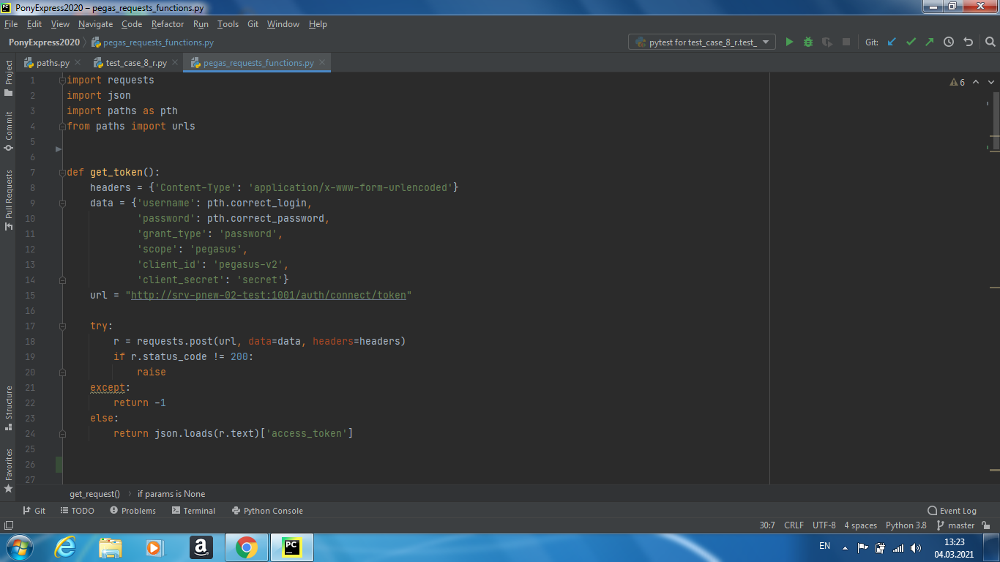 PonyExpress2020 – pegas_requests_functions.py
File Edit View Navigate Code Refactor Run Tools Git Window Help
PonyExpress2020 pegas_requests_functions.py pytest for test_case_8_r.test_ Git:
paths.py test_case_8_r.py pegas_requests_functions.py
Project
Commit
Pull Requests
Structure
Favorites
6
1 import requests
2 import json
3 import paths as pth
4 from paths import urls
5
6
7 def get_token():
8 headers = {'Content-Type': 'application/x-www-form-urlencoded'}
9 data = {'username': pth.correct_login,
10 'password': pth.correct_password,
11 'grant_type': 'password',
12 'scope': 'pegasus',
13 'client_id': 'pegasus-v2',
14 'client_secret': 'secret'}
15 url = "http://srv-pnew-02-test:1001/auth/connect/token"
16
17 try:
18 r = requests.post(url, data=data, headers=headers)
19 if r.status_code != 200:
20 raise
21 except:
22 return -1
23 else:
24 return json.loads(r.text)['access_token']
25
26
27
get_request() if params is None
Git TODO Problems Terminal Python Console Event Log
30:7 CRLF UTF-8 4 spaces Python 3.8 master
EN 13:23
04.03.2021